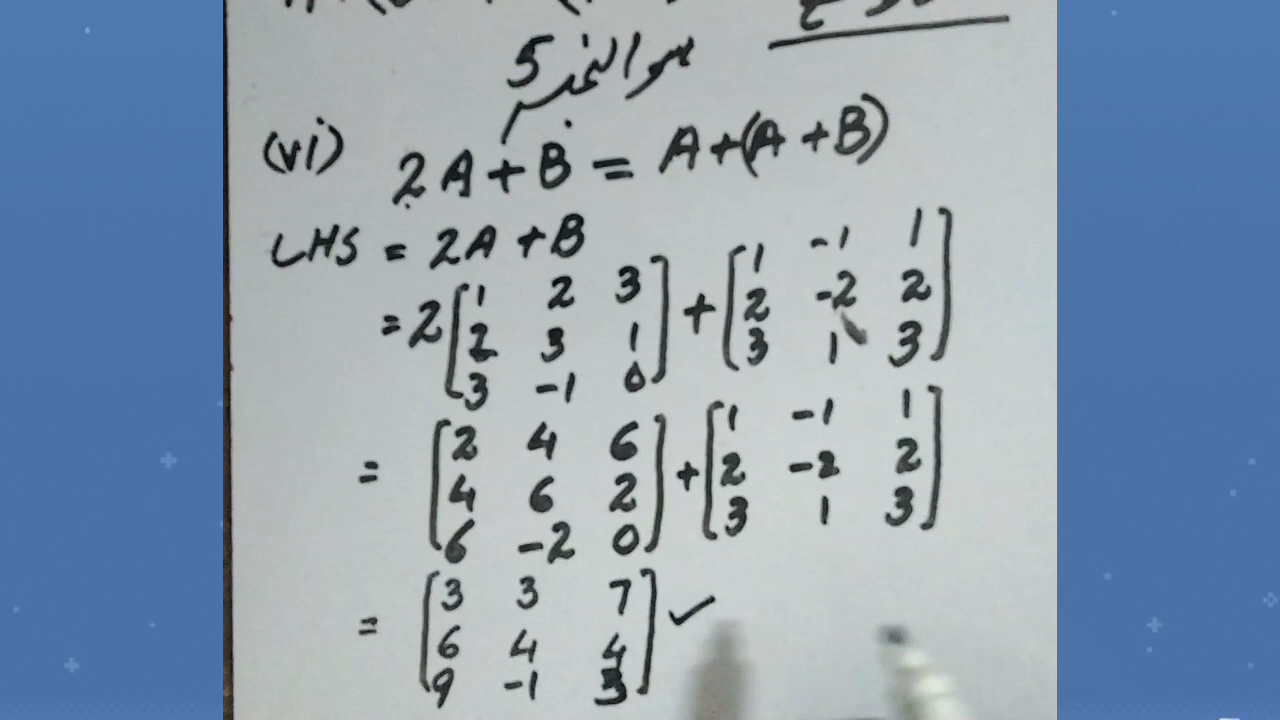 سوال نمبر 5
(vi) 2A + B = A + (A + B)
LHS = 2A + B
= 2 [1 2 3] + [1 -1 1]
[2 3 1] [2 -2 2]
[3 -1 0] [3 1 3]
= [2 4 6] + [1 -1 1]
[4 6 2] [2 -2 2]
[6 -2 0] [3 1 3]
= [3 3 7] ✓
[6 4 4]
[9 -1 3]